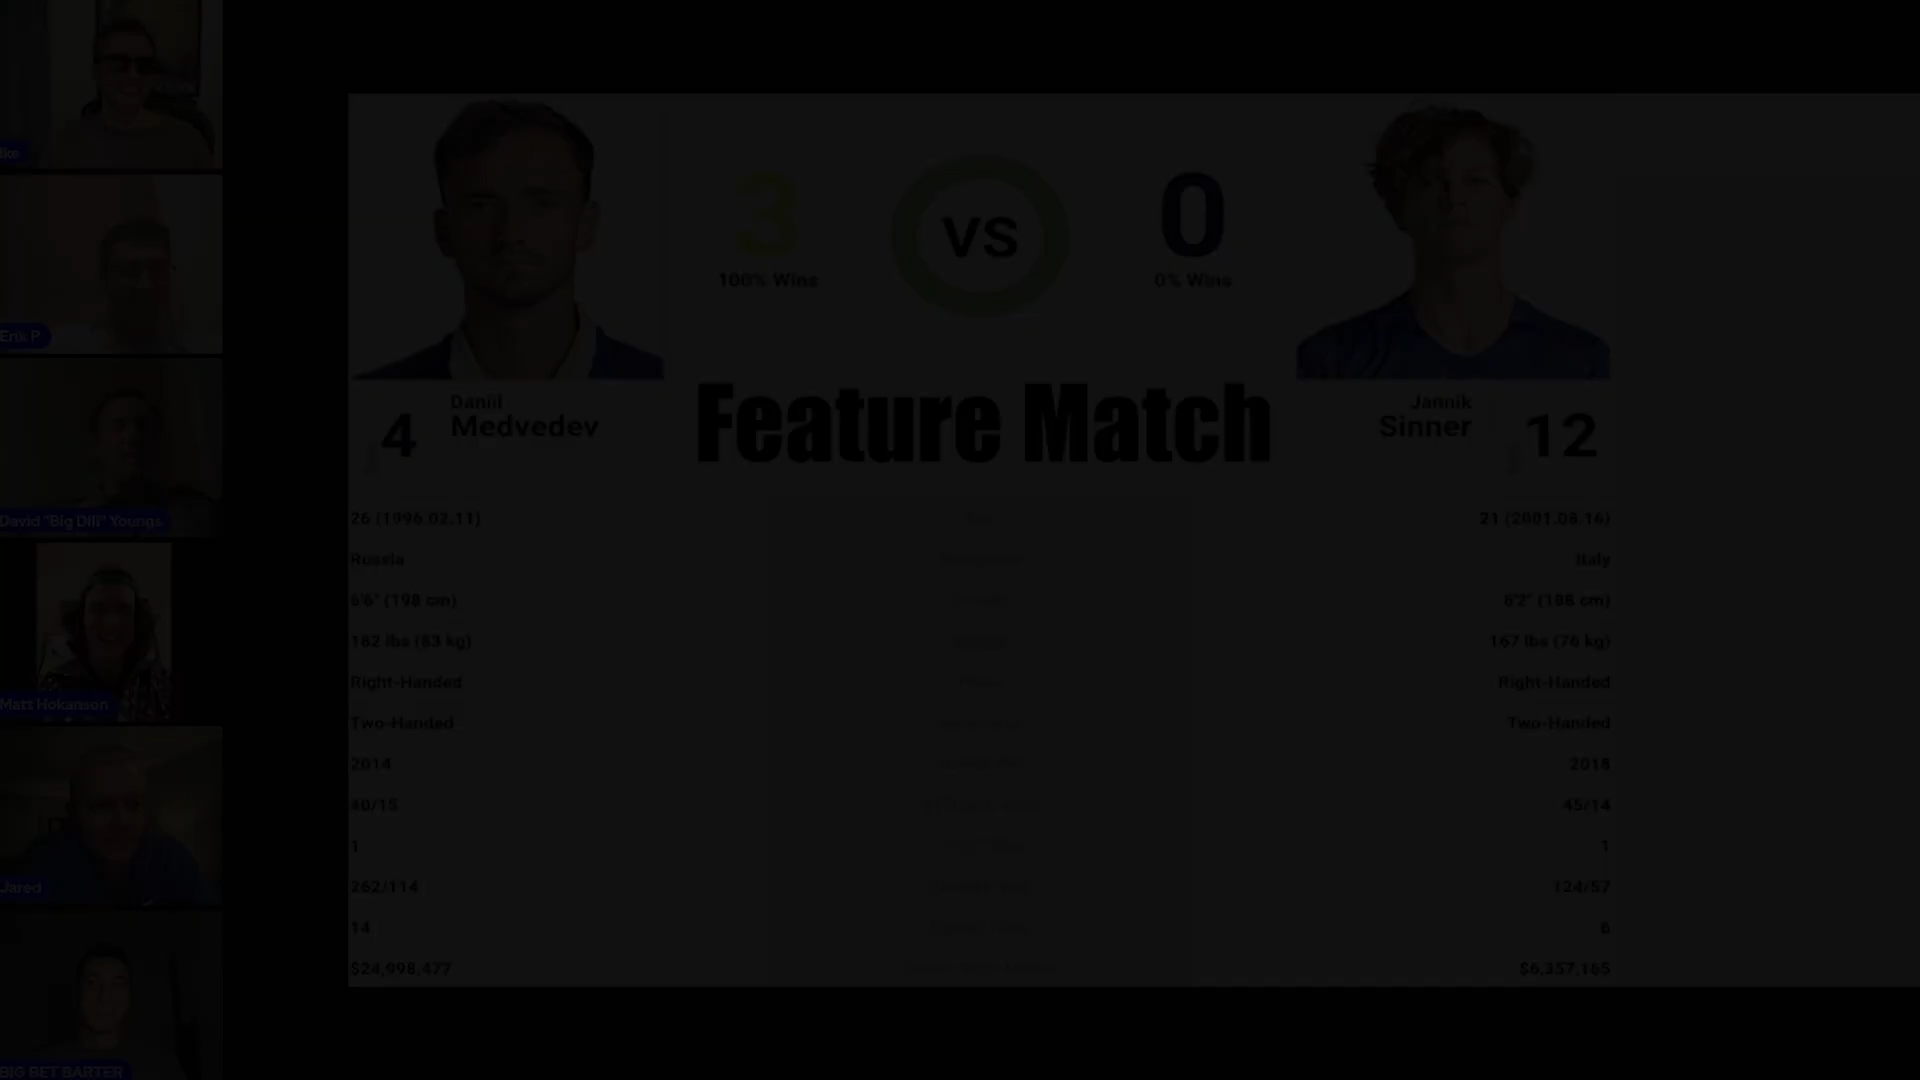 Erik P
David "Big Dili" Youngs
Matt Hokanson
Jared
BIG BET BARTER
3
100% Wins
VS
0
0% Wins
4
Daniil
Medvedev
Feature Match
Jannik
Sinner
12
26 (1996.02.11)
21 (2001.08.16)
Russia
Italy
6'6" (198 cm)
6'2" (188 cm)
182 lbs (83 kg)
167 lbs (76 kg)
Right-Handed
Right-Handed
Two-Handed
Two-Handed
2014
2018
40/15
45/14
1
1
262/114
124/57
14
6
$24,998,477
$6,357,165